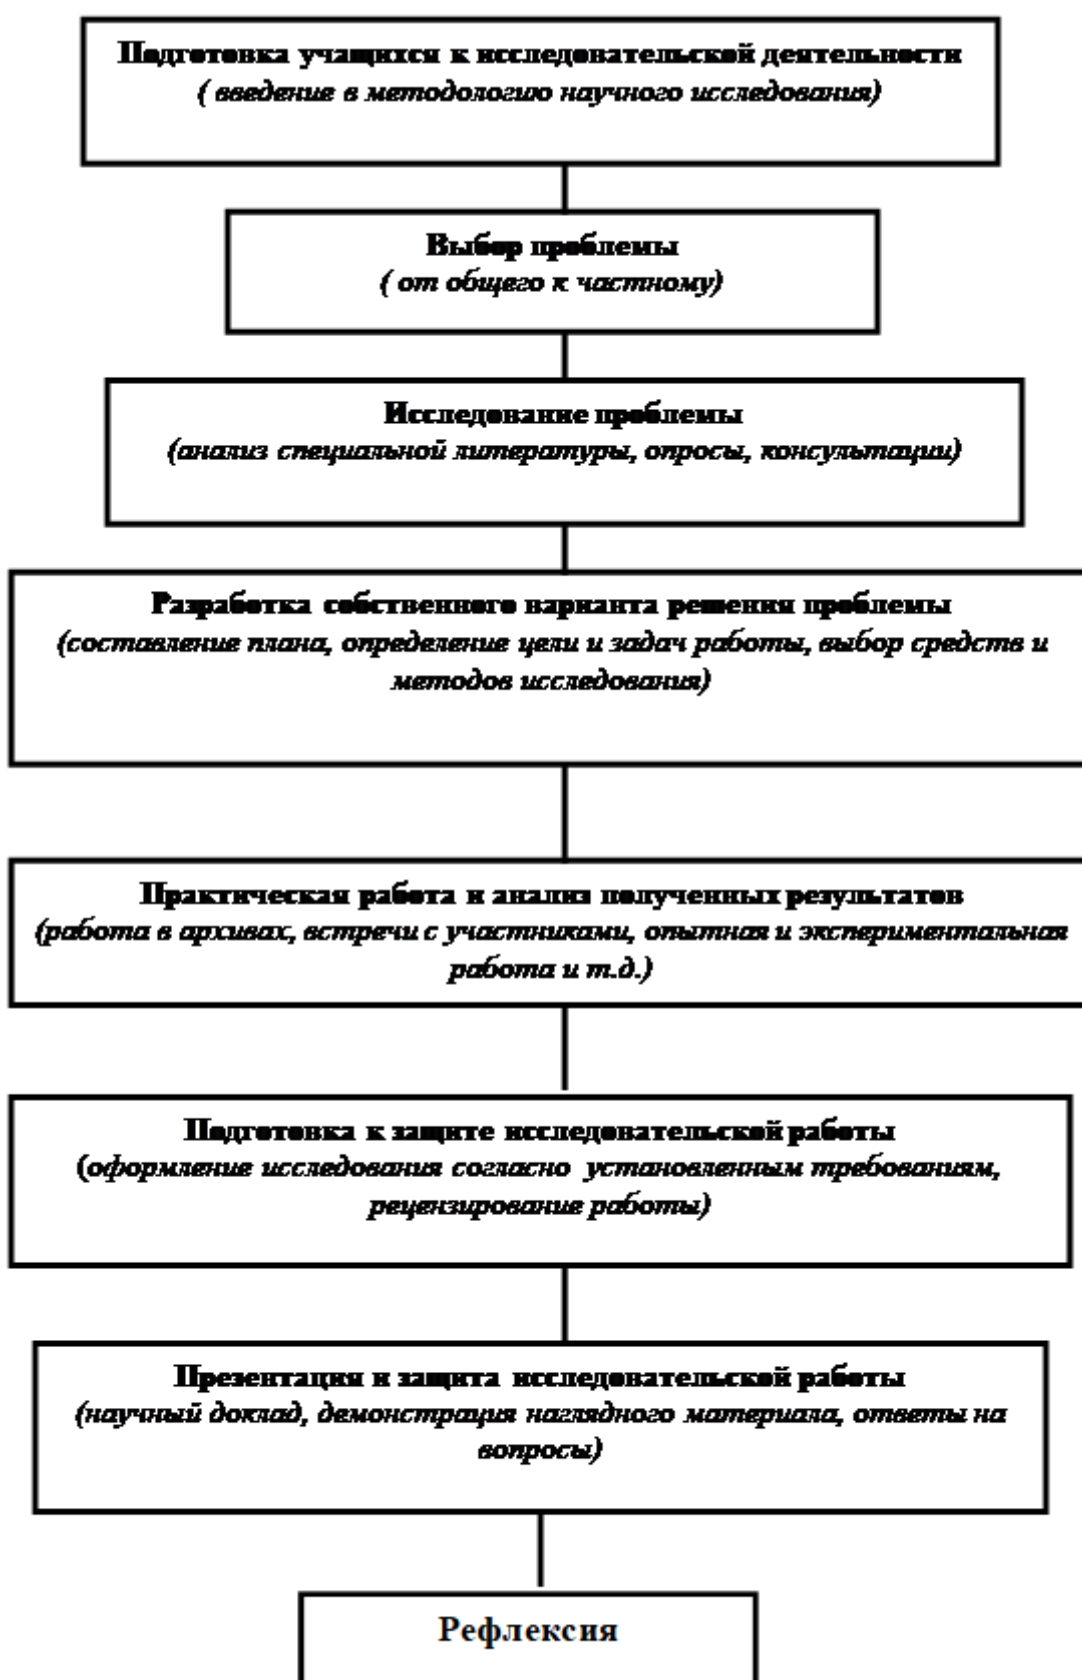 Подготовка учащихся к исследовательской деятельности
( введение в методологию научного исследования)
Выбор проблемы
( от общего к частному)
Исследование проблемы
(анализ специальной литературы, опросы, консультации)
Разработка собственного варианта решения проблемы
(составление плана, определение цели и задач работы, выбор средств и
методов исследования)
Практическая работа и анализ полученных результатов
(работа в архивах, встречи с участниками, опытная и экспериментальная
работа и т.д.)
Подготовка к защите исследовательской работы
(оформление исследования согласно установленным требованиям,
рецензирование работы)
Презентация и защита исследовательской работы
(научный доклад, демонстрация наглядного материала, ответы на
вопросы)
Рефлексия